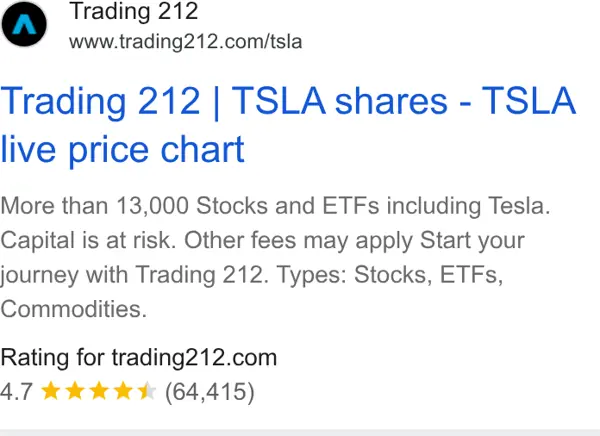 Trading 212
www.trading212.com/tsla
Trading 212 | TSLA shares - TSLA
live price chart
More than 13,000 Stocks and ETFs including Tesla.
Capital is at risk. Other fees may apply Start your
journey with Trading 212. Types: Stocks, ETFs,
Commodities.
Rating for trading212.com
4.7 (64,415)